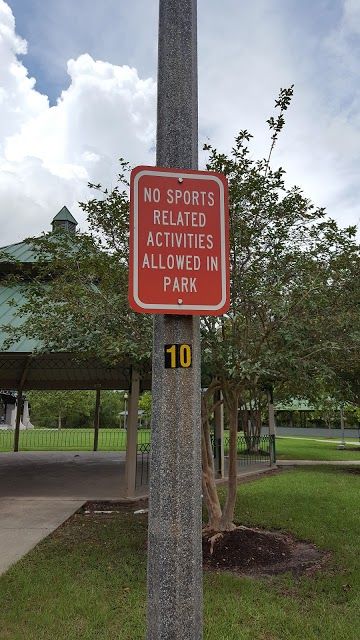 NO SPORTS
RELATED
ACTIVITIES
ALLOWED IN
PARK
10